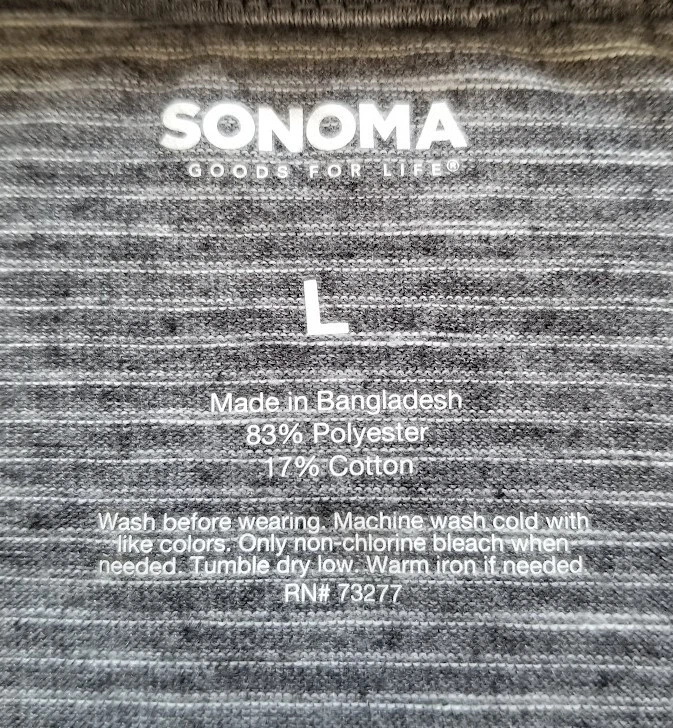 SONOMA
GOODS FOR LIFE®
L
Made in Bangladesh
83% Polyester
17% Cotton
Wash before wearing. Machine wash cold with
like colors. Only non-chlorine bleach when
needed. Tumble dry low. Warm iron if needed.
RN# 73277